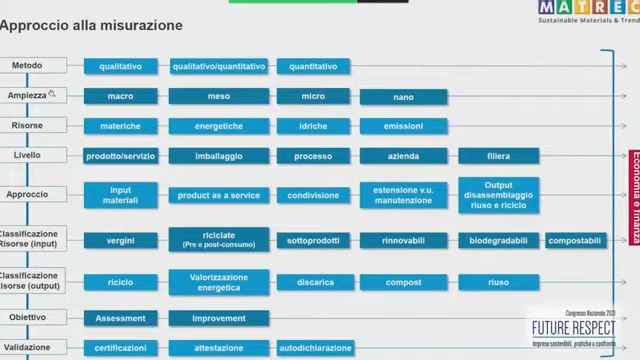 MATREC
Sustainable Materials & Trend
Approccio alla misurazione
Metodo qualitativo qualitativo/quantitativo quantitativo
Ampiezza macro meso micro nano
Risorse materiche energetiche idriche emissioni
Livello prodotto/servizio imballaggio processo azienda filiera
Approccio Input materiali product as a service condivisione estensione v.u. manutenzione Output disassemblaggio riuso e riciclo
Classificazione Risorse (input) vergini riciclate (Pre e post-consumo) sottoprodotti rinnovabili biodegradabili compostabili
Classificazione risorse (output) riciclo Valorizzazione energetica discarica compost riuso
Obiettivo Assessment Improvement
Validazione certificazioni attestazione autodichiarazione
Economia e finanza
Congresso Nazionale 2021
FUTURE RESPECT
Imprese sostenibili, pratiche a confronto